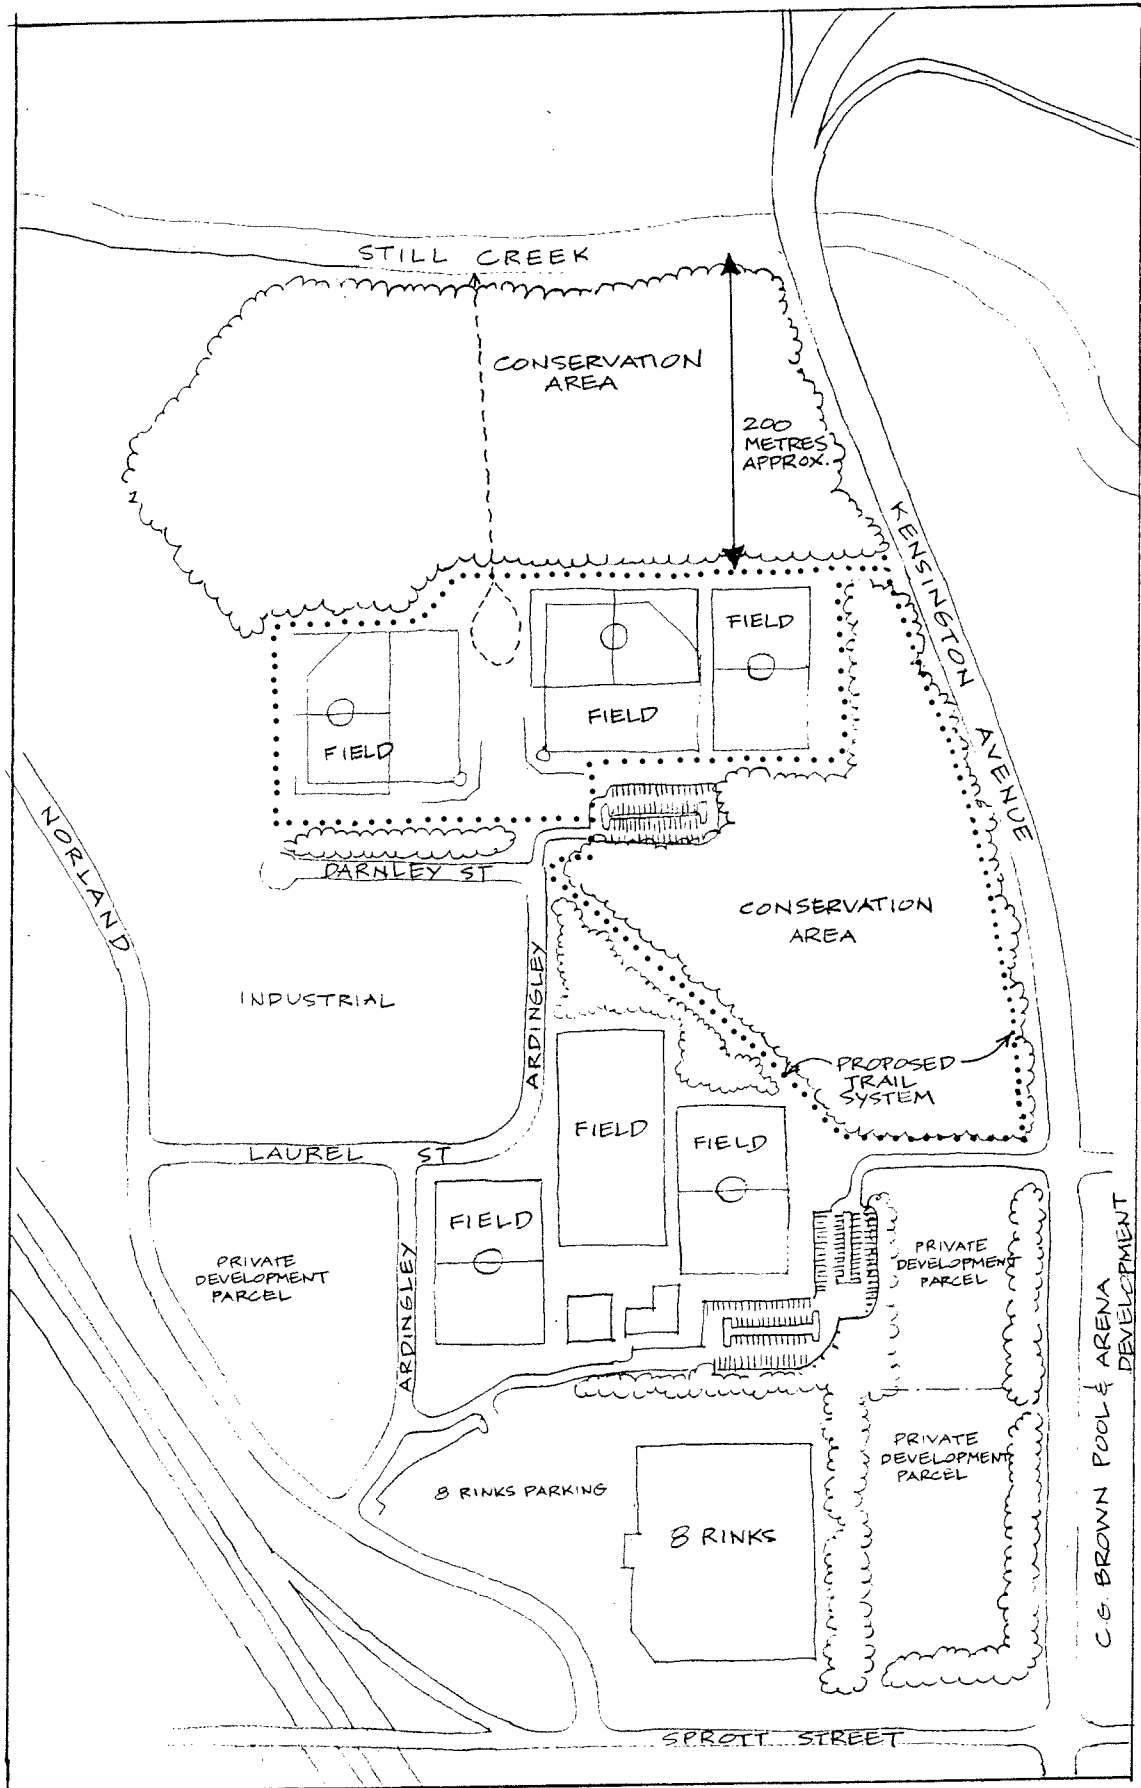 STILL CREEK
CONSERVATION
AREA
200
METRES
APPROX.
KENSINGTON AVENUE
FIELD
FIELD
FIELD
NORLAND
DARNLEY ST
CONSERVATION
AREA
INDUSTRIAL
ARDINGLEY
PROPOSED
TRAIL
SYSTEM
FIELD
FIELD
LAUREL ST
FIELD
PRIVATE
DEVELOPMENT
PARCEL
PRIVATE
DEVELOPMENT
PARCEL
ARDINGLEY
C.G. BROWN POOL & ARENA
DEVELOPMENT
PRIVATE
DEVELOPMENT
PARCEL
8 RINKS PARKING
8 RINKS
SPROTT STREET